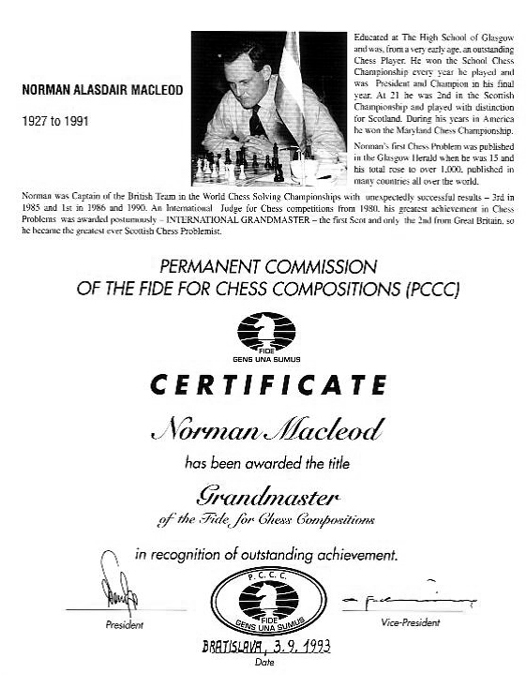 NORMAN ALASDAIR MACLEOD
1927 to 1991
Educated at The High School of Glasgow
and was, from a very early age, an outstanding
Chess Player. He won the School Chess
Championship every year he played and
was President and Champion in his final
year. At 21 he was 2nd in the Scottish
Championship and played with distinction
for Scotland. During his years in America
he won the Maryland Chess Championship.
Norman's first Chess Problem was published
in the Glasgow Herald when he was 15 and
his total rose to over 1,000, published in
many countries all over the world.
Norman was Captain of the British Team in the World Chess Solving Championships with unexpectedly successful results – 3rd in
1985 and 1st in 1986 and 1990. An International Judge for Chess competitions from 1980, his greatest achievement in Chess
Problems was awarded postumously – INTERNATIONAL GRANDMASTER – the first Scot and only the 2nd from Great Britain, so
he became the greatest ever Scottish Chess Problemist.
PERMANENT COMMISSION
OF THE FIDE FOR CHESS COMPOSITIONS (PCCC)
FIDE
GENS UNA SUMUS
CERTIFICATE
Norman Macleod
has been awarded the title
Grandmaster
of the Fide for Chess Compositions
in recognition of outstanding achievement.
P.C.C.C.
FIDE
GENS UNA SUMUS
President
Vice-President
BRATISLAVA, 3.9.1993
Date